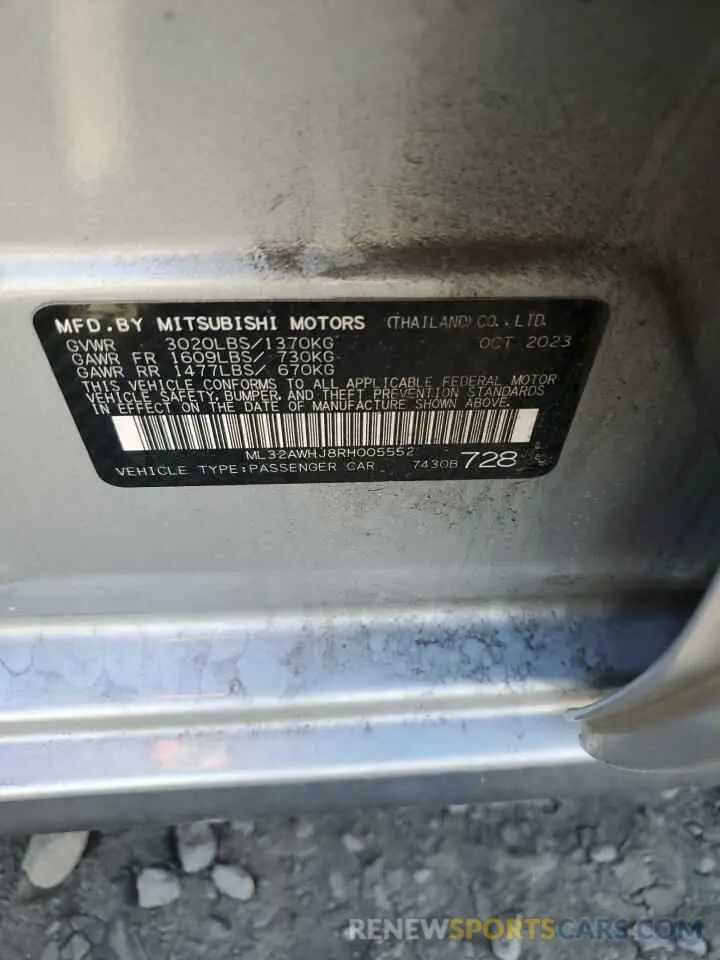 MFD.BY MITSUBISHI MOTORS (THAILAND) CO., LTD.
GVWR 3020LBS/1370KG OCT 2023
GAWR FR 1609LBS/ 730KG
GAWR RR 1477LBS/ 670KG
THIS VEHICLE CONFORMS TO ALL APPLICABLE FEDERAL MOTOR
VEHICLE SAFETY, BUMPER, AND THEFT PREVENTION STANDARDS
IN EFFECT ON THE DATE OF MANUFACTURE SHOWN ABOVE.
ML32AWHJ8RH005552
VEHICLE TYPE:PASSENGER CAR 7430B 728
RENEWSPORTSCARS.COM